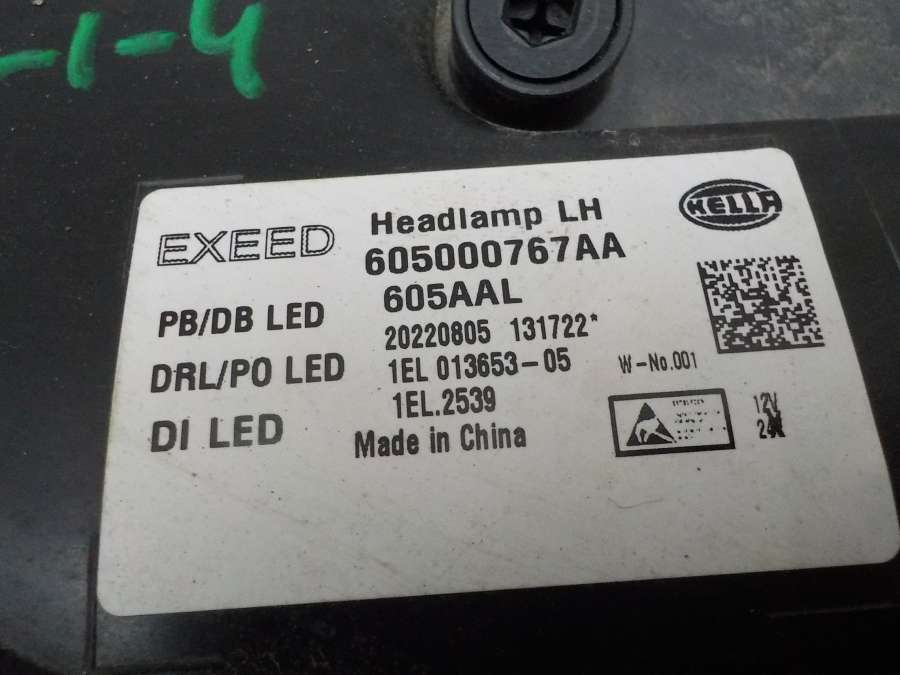 -1-4
EXEED
Headlamp LH
HELLA
605000767AA
PB/DB LED
605AAL
20220805 131722*
DRL/PO LED
1EL 013653-05
W-No.001
DI LED
1EL.2539
12V
Made in China